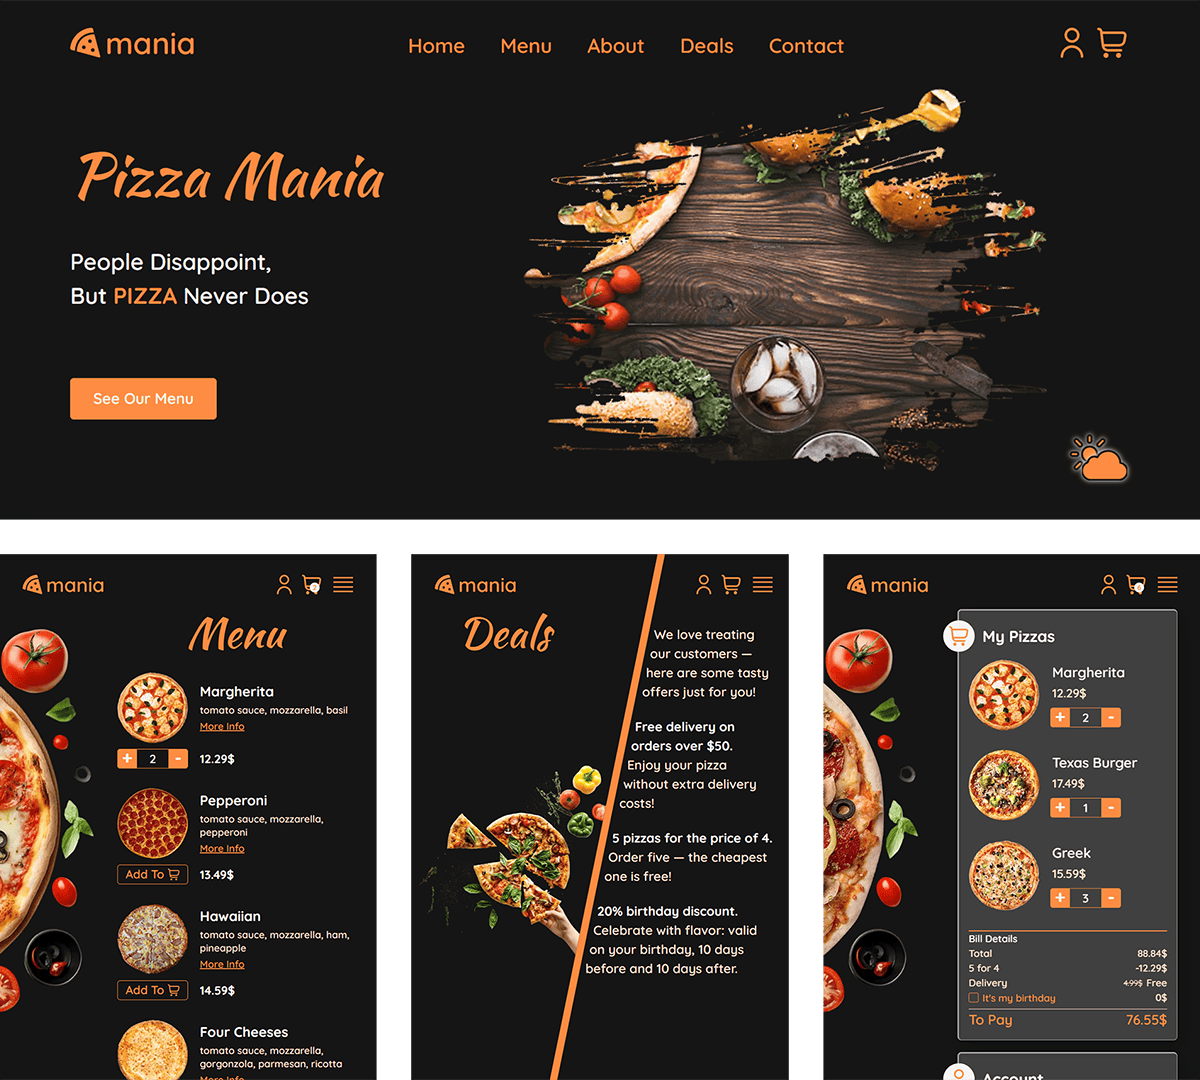 mania
Home Menu About Deals Contact
Pizza Mania
People Disappoint,
But PIZZA Never Does
See Our Menu
mania
2
Menu
Margherita
tomato sauce, mozzarella, basil
More Info
+ 2 - 12.29$
Pepperoni
tomato sauce, mozzarella,
pepperoni
More Info
Add To 13.49$
Hawaiian
tomato sauce, mozzarella, ham,
pineapple
More Info
Add To 14.59$
Four Cheeses
tomato sauce, mozzarella,
gorgonzola, parmesan, ricotta
More Info
mania
Deals
We love treating
our customers —
here are some tasty
offers just for you!
Free delivery on
orders over $50.
Enjoy your pizza
without extra delivery
costs!
5 pizzas for the price of 4.
Order five — the cheapest
one is free!
20% birthday discount.
Celebrate with flavor: valid
on your birthday, 10 days
before and 10 days after.
mania
My Pizzas
Margherita
12.29$
+ 2 -
Texas Burger
17.49$
+ 1 -
Greek
15.59$
+ 3 -
Bill Details
Total 88.84$
5 for 4 -12.29$
Delivery 4.99$ Free
It's my birthday 0$
To Pay 76.55$
Account